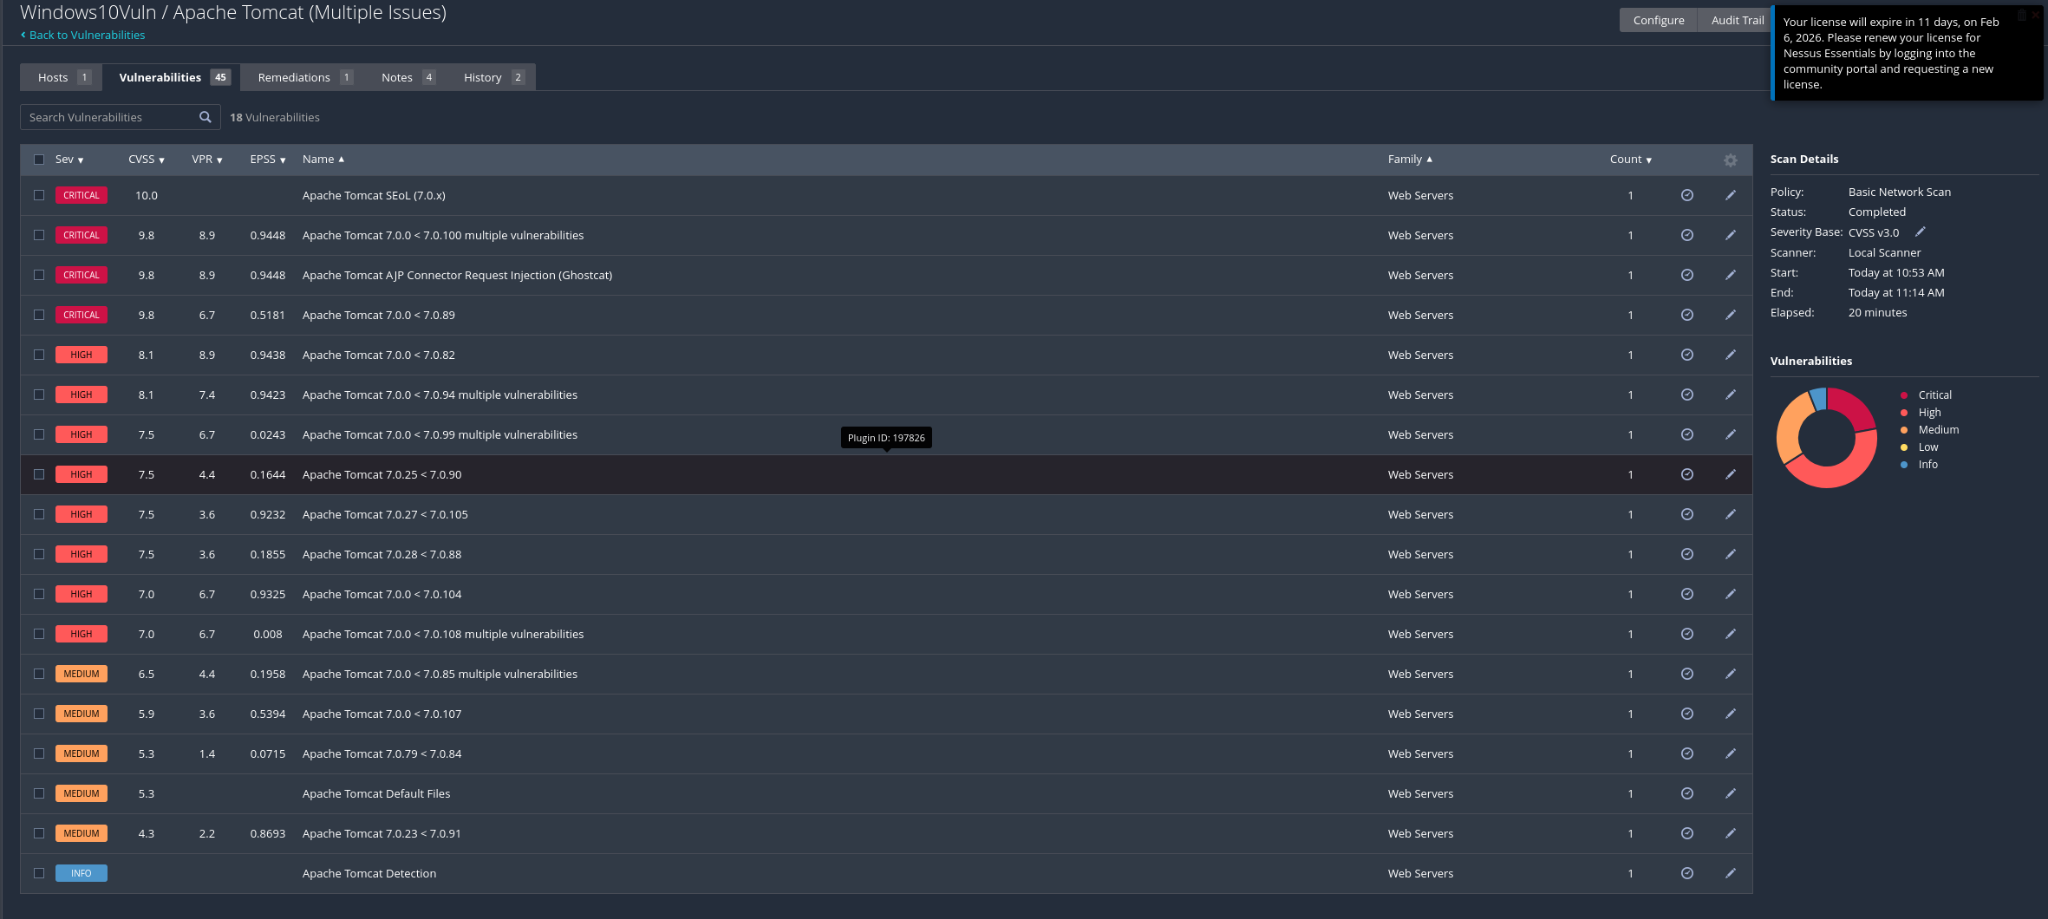 Windows10Vuln / Apache Tomcat (Multiple Issues)
Back to Vulnerabilities
Configure Audit Trail
Your license will expire in 11 days, on Feb
6, 2026. Please renew your license for
Nessus Essentials by logging into the
community portal and requesting a new
license.
Hosts 1 Vulnerabilities 45 Remediations 1 Notes 4 History 2
Search Vulnerabilities 18 Vulnerabilities
Sev CVSS VPR EPSS Name Family Count
CRITICAL 10.0 Apache Tomcat SEoL (7.0.x) Web Servers 1
CRITICAL 9.8 8.9 0.9448 Apache Tomcat 7.0.0 < 7.0.100 multiple vulnerabilities Web Servers 1
CRITICAL 9.8 8.9 0.9448 Apache Tomcat AJP Connector Request Injection (Ghostcat) Web Servers 1
CRITICAL 9.8 6.7 0.5181 Apache Tomcat 7.0.0 < 7.0.89 Web Servers 1
HIGH 8.1 8.9 0.9438 Apache Tomcat 7.0.0 < 7.0.82 Web Servers 1
HIGH 8.1 7.4 0.9423 Apache Tomcat 7.0.0 < 7.0.94 multiple vulnerabilities Web Servers 1
HIGH 7.5 6.7 0.0243 Apache Tomcat 7.0.0 < 7.0.99 multiple vulnerabilities Web Servers 1
Plugin ID: 197826
HIGH 7.5 4.4 0.1644 Apache Tomcat 7.0.25 < 7.0.90 Web Servers 1
HIGH 7.5 3.6 0.9232 Apache Tomcat 7.0.27 < 7.0.105 Web Servers 1
HIGH 7.5 3.6 0.1855 Apache Tomcat 7.0.28 < 7.0.88 Web Servers 1
HIGH 7.0 6.7 0.9325 Apache Tomcat 7.0.0 < 7.0.104 Web Servers 1
HIGH 7.0 6.7 0.008 Apache Tomcat 7.0.0 < 7.0.108 multiple vulnerabilities Web Servers 1
MEDIUM 6.5 4.4 0.1958 Apache Tomcat 7.0.0 < 7.0.85 multiple vulnerabilities Web Servers 1
MEDIUM 5.9 3.6 0.5394 Apache Tomcat 7.0.0 < 7.0.107 Web Servers 1
MEDIUM 5.3 1.4 0.0715 Apache Tomcat 7.0.79 < 7.0.84 Web Servers 1
MEDIUM 5.3 Apache Tomcat Default Files Web Servers 1
MEDIUM 4.3 2.2 0.8693 Apache Tomcat 7.0.23 < 7.0.91 Web Servers 1
INFO Apache Tomcat Detection Web Servers 1
Scan Details
Policy: Basic Network Scan
Status: Completed
Severity Base: CVSS v3.0
Scanner: Local Scanner
Start: Today at 10:53 AM
End: Today at 11:14 AM
Elapsed: 20 minutes
Vulnerabilities
Critical
High
Medium
Low
Info